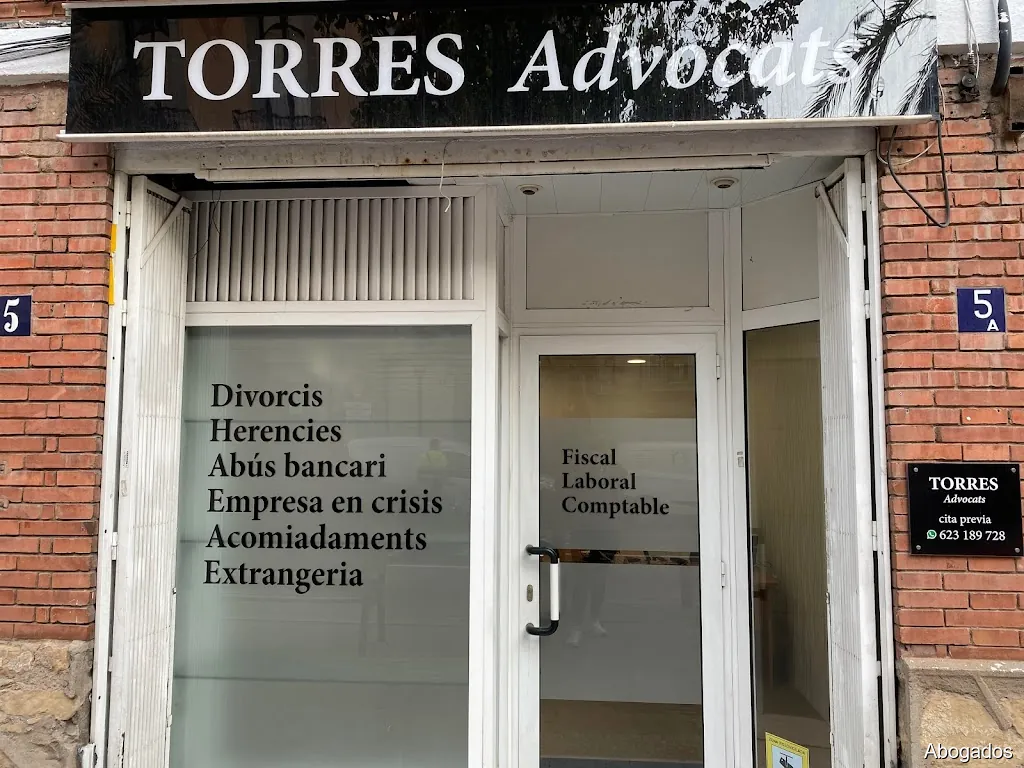 TORRES Advocats
5
5
A
Divorcis
Herencies
Abús bancari
Empresa en crisis
Acomiadaments
Extrangeria
Fiscal
Laboral
Comptable
TORRES
Advocats
cita previa
623 189 728
Abogados